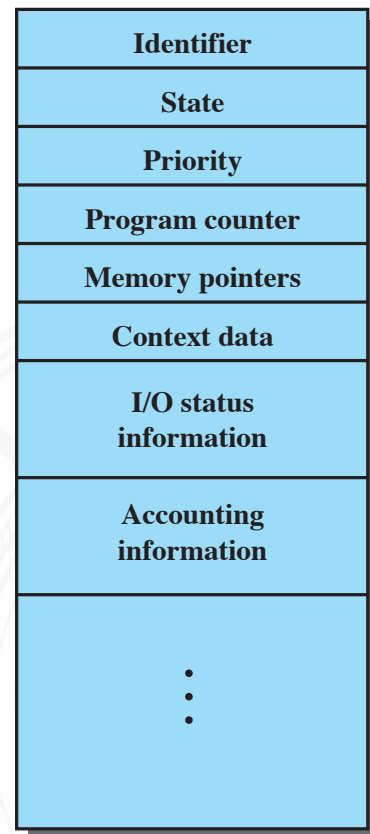 Identifier
State
Priority
Program counter
Memory pointers
Context data
I/O status
information
Accounting
information